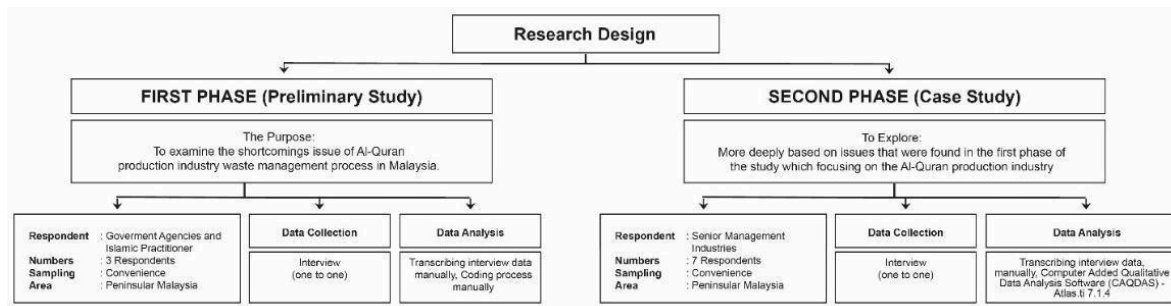 Research Design
FIRST PHASE (Preliminary Study)
The Purpose:
To examine the shortcomings issue of Al-Quran
production industry waste management process in Malaysia.
Respondent : Goverment Agencies and
Islamic Practitioner
Numbers : 3 Respondents
Sampling : Convenience
Area : Peninsular Malaysia
Data Collection
Interview
(one to one)
Data Analysis
Transcribing interview data
manually, Coding process
manually
SECOND PHASE (Case Study)
To Explore:
More deeply based on issues that were found in the first phase of
the study which focusing on the Al-Quran production industry
Respondent : Senior Management
Industries
Numbers : 7 Respondents
Sampling : Convenience
Area : Peninsular Malaysia
Data Collection
Interview
(one to one)
Data Analysis
Transcribing interview data,
manually, Computer Added Qualitative
Data Analysis Software (CAQDAS) -
Atlas.ti 7.1.4